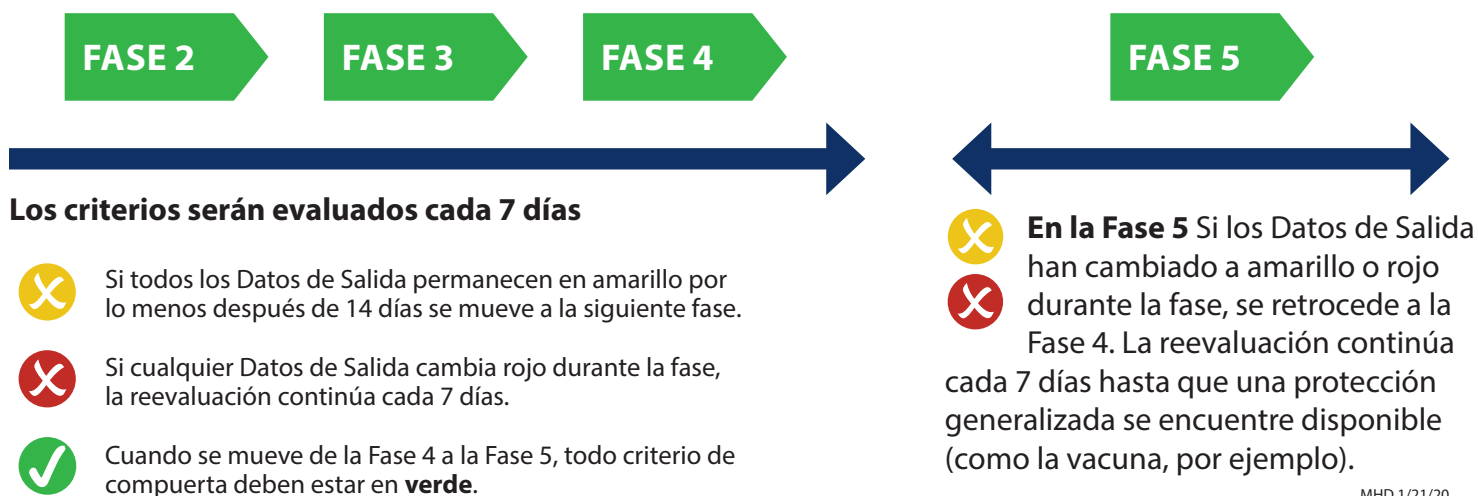 FASE 2
FASE 3
FASE 4
FASE 5
Los criterios serán evaluados cada 7 días
Si todos los Datos de Salida permanecen en amarillo por
lo menos después de 14 días se mueve a la siguiente fase.
Si cualquier Datos de Salida cambia rojo durante la fase,
la reevaluación continúa cada 7 días.
Cuando se mueve de la Fase 4 a la Fase 5, todo criterio de
compuerta deben estar en verde.
En la Fase 5 Si los Datos de Salida
han cambiado a amarillo o rojo
durante la fase, se retrocede a la
Fase 4. La reevaluación continúa
cada 7 días hasta que una protección
generalizada se encuentre disponible
(como la vacuna, por ejemplo).
MHD 1/21/20